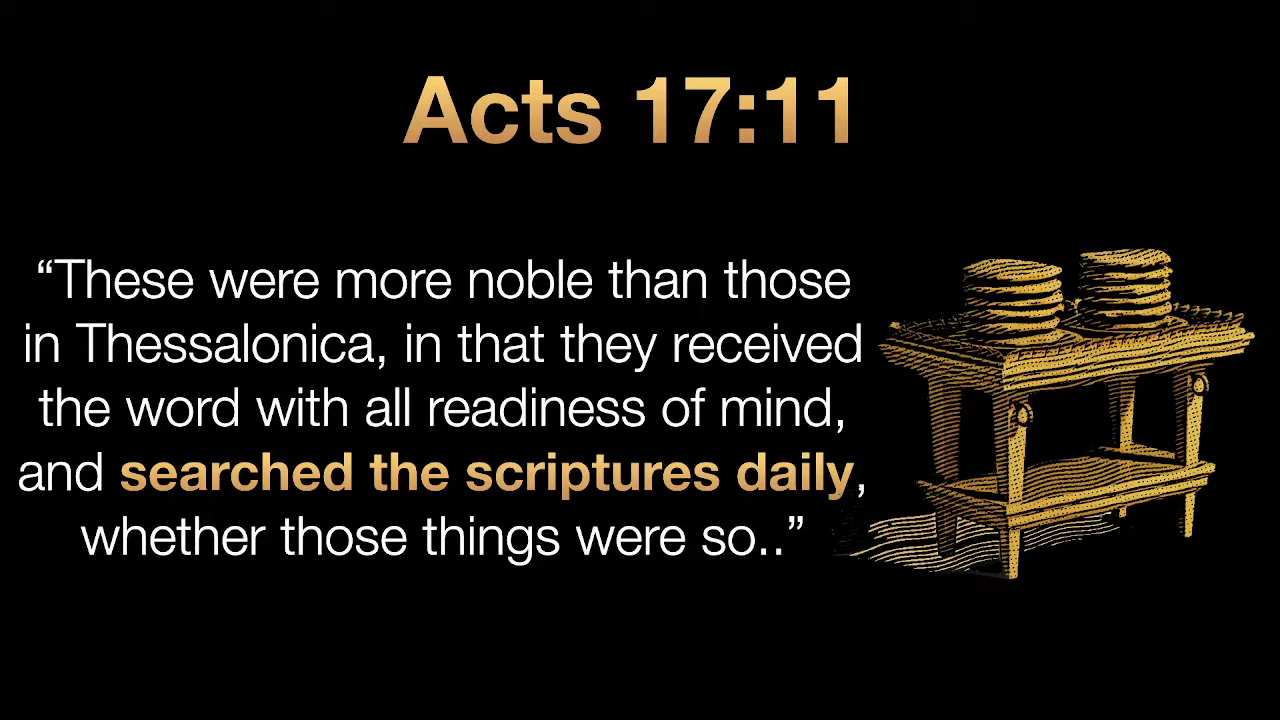 Acts 17:11
“These were more noble than those
in Thessalonica, in that they received
the word with all readiness of mind,
and searched the scriptures daily,
whether those things were so..”